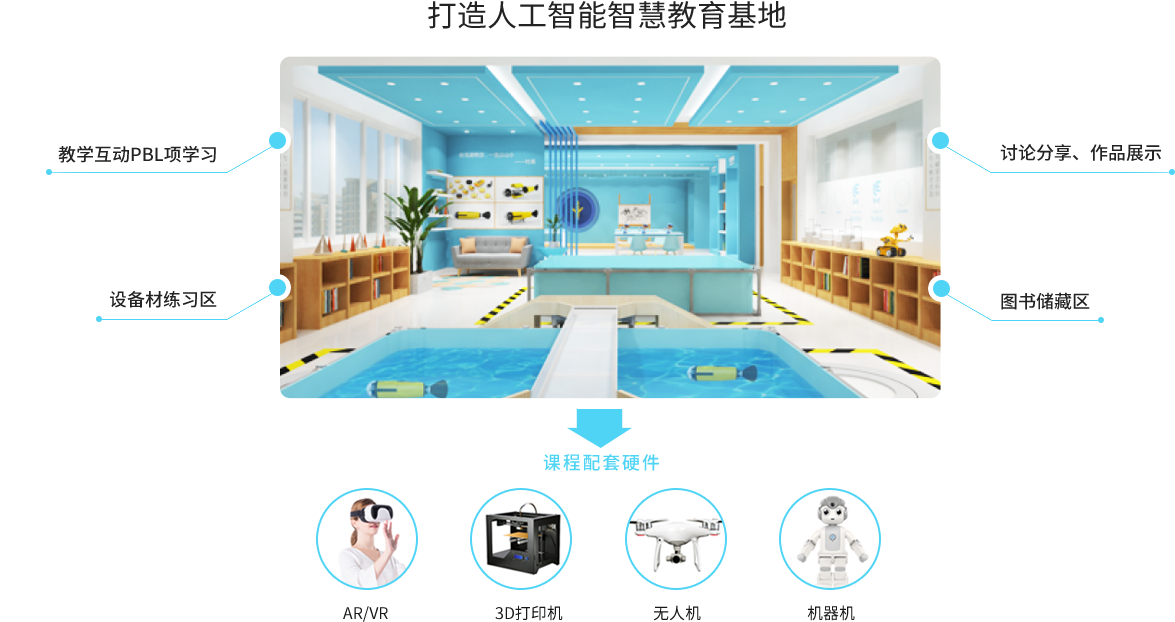 打造人工智能智慧教育基地
教学互动PBL项学习
讨论分享、作品展示
设备材练习区
图书储藏区
课程配套硬件
AR/VR
3D打印机
无人机
机器机